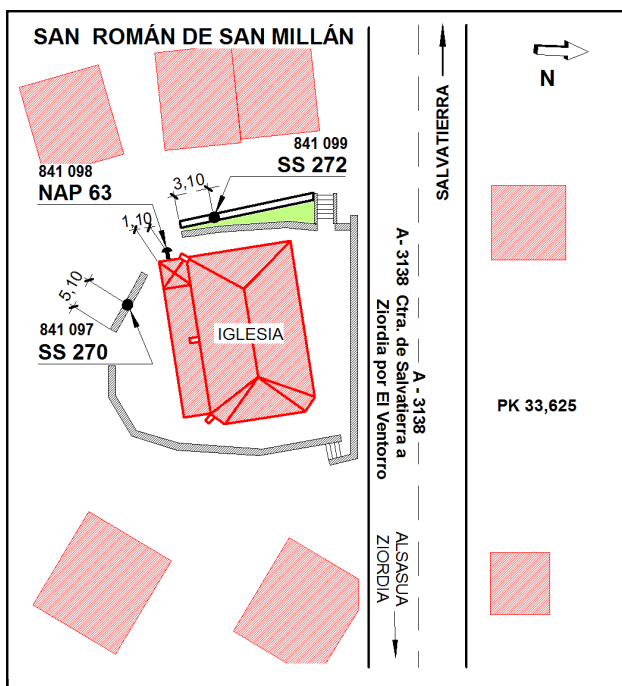 SAN ROMÁN DE SAN MILLÁN
N
SALVATIERRA
841 099
SS 272
841 098
NAP 63
3,10
1,10
5,10
841 097
SS 270
IGLESIA
A- 3138 Ctra. de Salvatierra a
Ziordia por El Ventorro
A - 3138
PK 33,625
ALSASUA
ZIORDIA